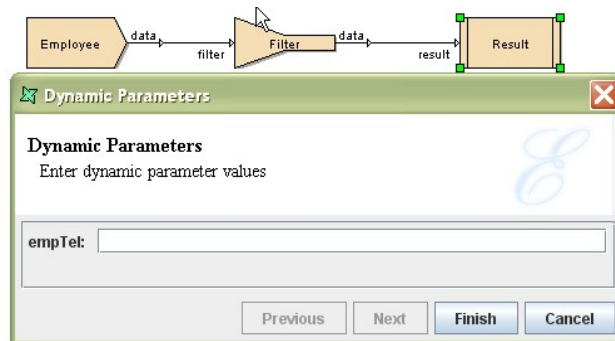 Employee data filter Filter data result Result
Dynamic Parameters
Dynamic Parameters
Enter dynamic parameter values
empTel:
Previous Next Finish Cancel